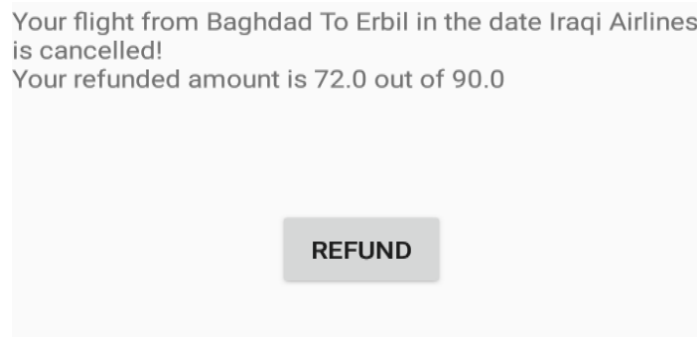 Your flight from Baghdad To Erbil in the date Iraqi Airlines
is cancelled!
Your refunded amount is 72.0 out of 90.0
REFUND